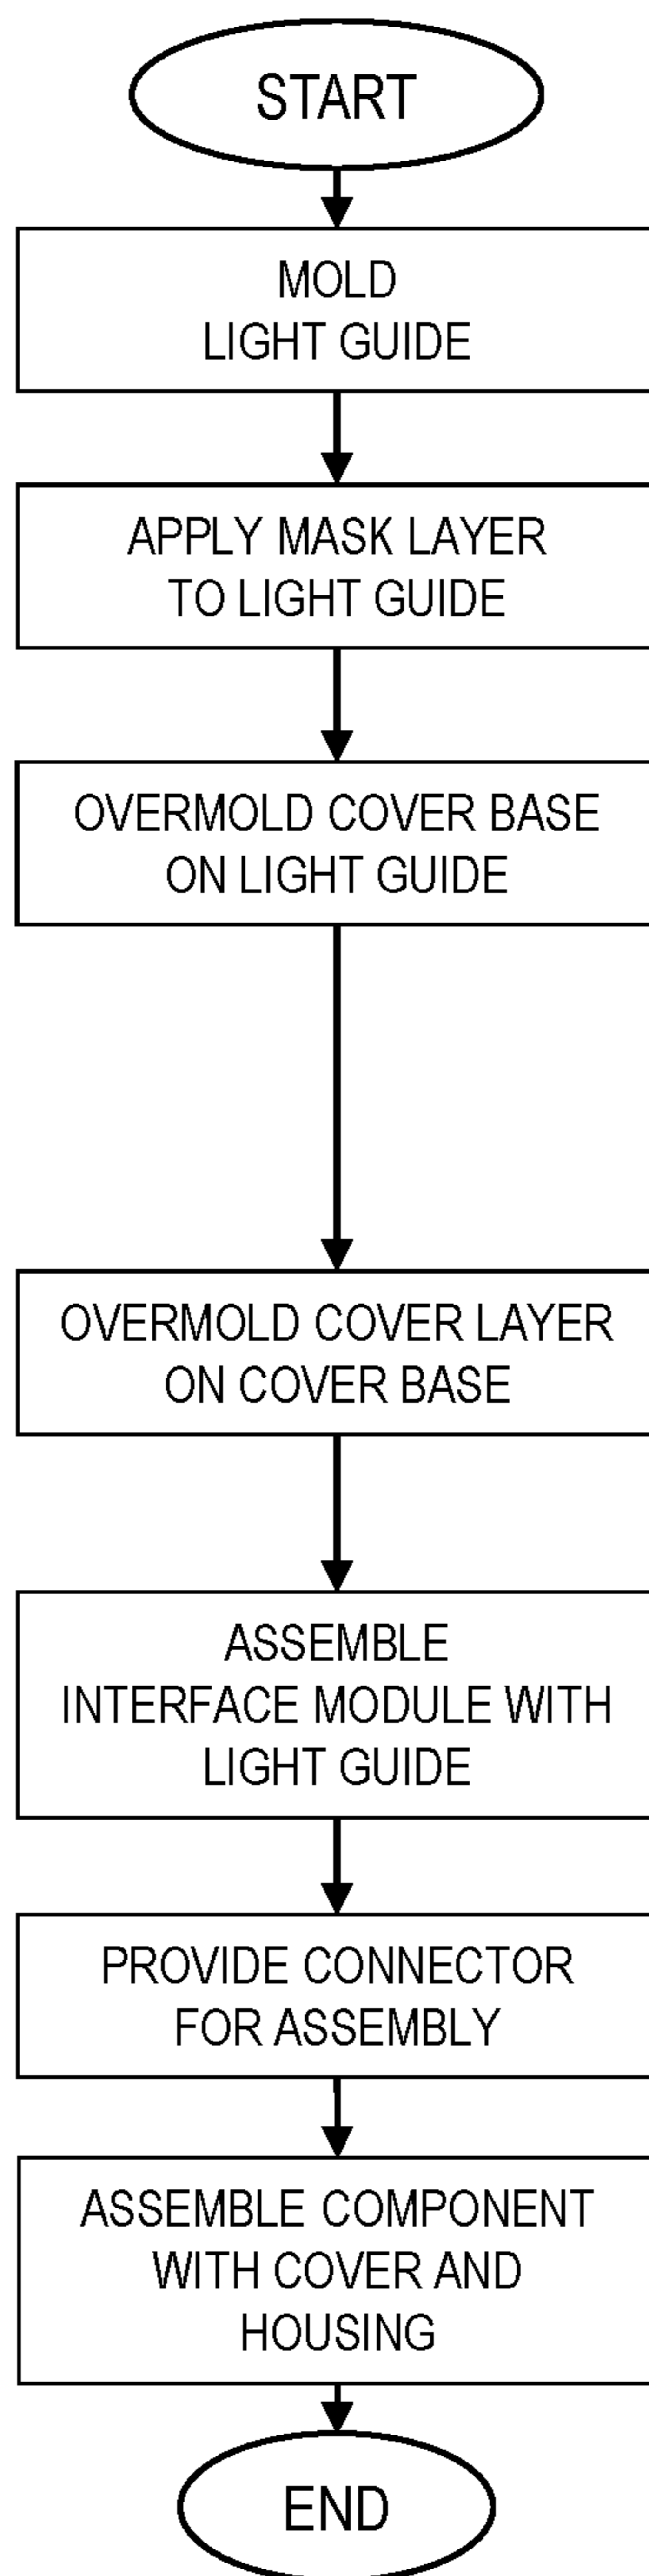 START
MOLD
LIGHT GUIDE
APPLY MASK LAYER
TO LIGHT GUIDE
OVERMOLD COVER BASE
ON LIGHT GUIDE
OVERMOLD COVER LAYER
ON COVER BASE
ASSEMBLE
INTERFACE MODULE WITH
LIGHT GUIDE
PROVIDE CONNECTOR
FOR ASSEMBLY
ASSEMBLE COMPONENT
WITH COVER AND
HOUSING
END